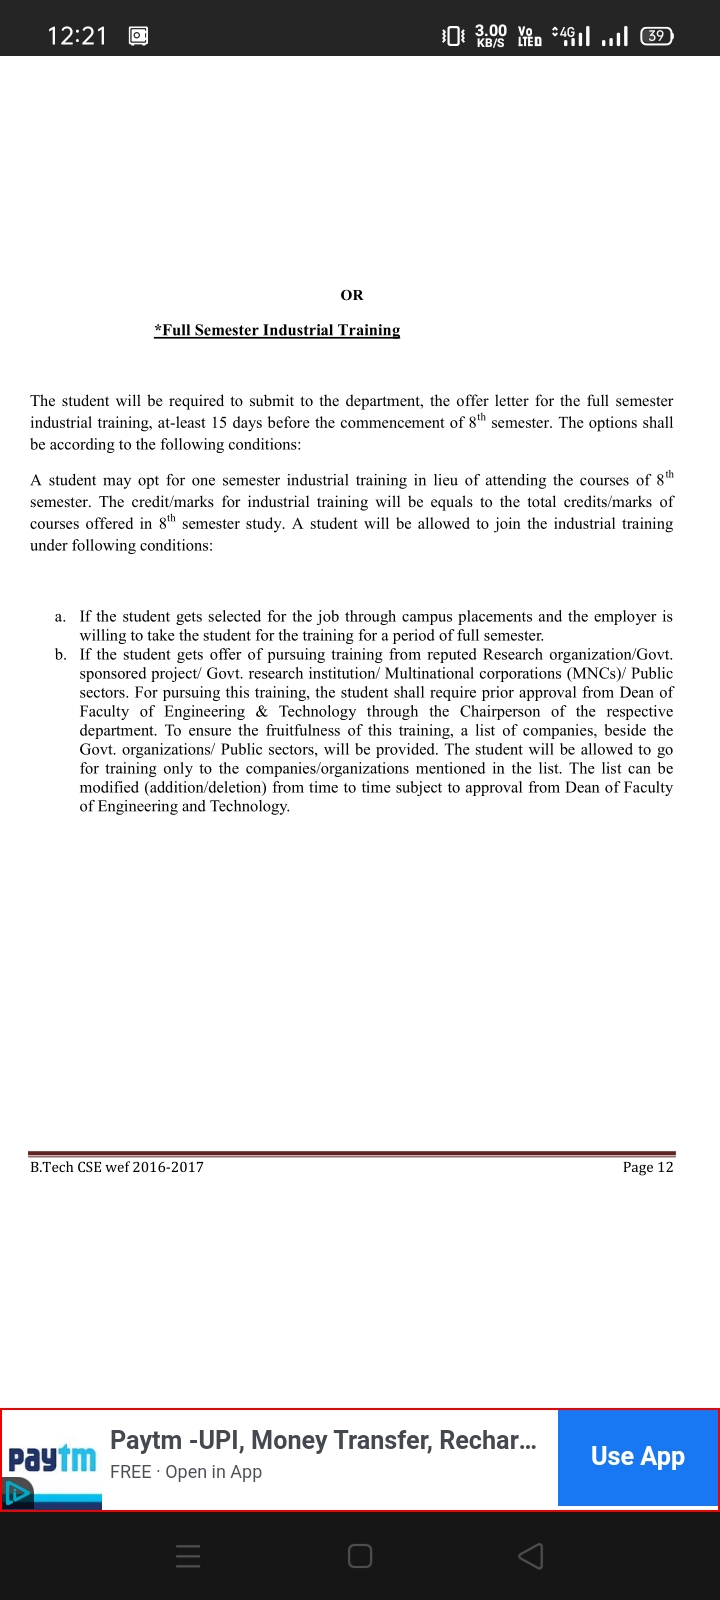 12:21
3.00 KB/S
Vo LTED
4G
39
OR
*Full Semester Industrial Training
The student will be required to submit to the department, the offer letter for the full semester
industrial training, at-least 15 days before the commencement of 8th semester. The options shall
be according to the following conditions:
A student may opt for one semester industrial training in lieu of attending the courses of 8th
semester. The credit/marks for industrial training will be equals to the total credits/marks of
courses offered in 8th semester study. A student will be allowed to join the industrial training
under following conditions:
a. If the student gets selected for the job through campus placements and the employer is
willing to take the student for the training for a period of full semester.
b. If the student gets offer of pursuing training from reputed Research organization/Govt.
sponsored project/ Govt. research institution/ Multinational corporations (MNCs)/ Public
sectors. For pursuing this training, the student shall require prior approval from Dean of
Faculty of Engineering & Technology through the Chairperson of the respective
department. To ensure the fruitfulness of this training, a list of companies, beside the
Govt. organizations/ Public sectors, will be provided. The student will be allowed to go
for training only to the companies/organizations mentioned in the list. The list can be
modified (addition/deletion) from time to time subject to approval from Dean of Faculty
of Engineering and Technology.
B.Tech CSE wef 2016-2017 Page 12
paytm
Paytm -UPI, Money Transfer, Rechar...
FREE · Open in App
Use App